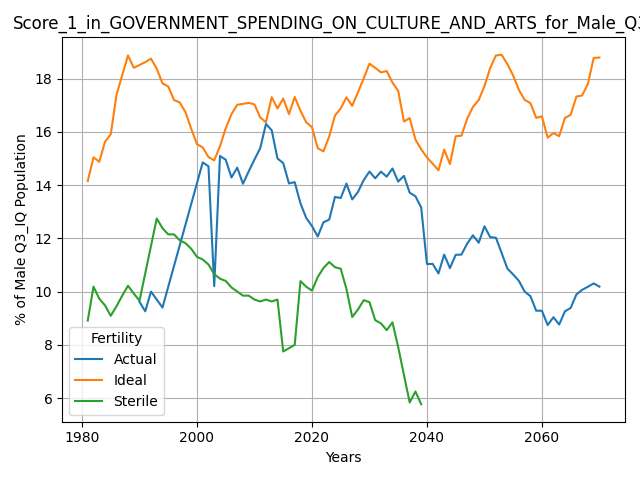 Score_1_in_GOVERNMENT_SPENDING_ON_CULTURE_AND_ARTS_for_Male_Q3
% of Male Q3_IQ Population
18
16
14
12
10
8
6
Fertility
Actual
Ideal
Sterile
1980
2000
2020
2040
2060
Years